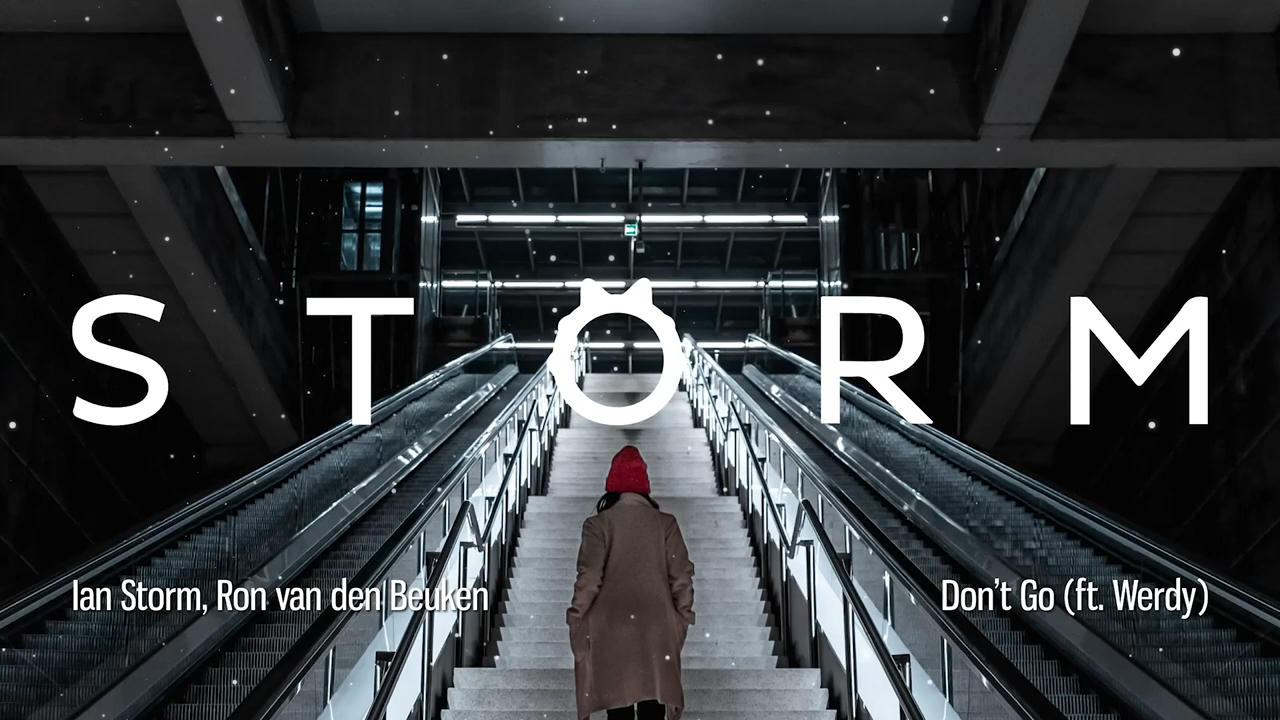 STORM
Ian Storm, Ron van den Beuken
Don't Go (ft. Werdy)